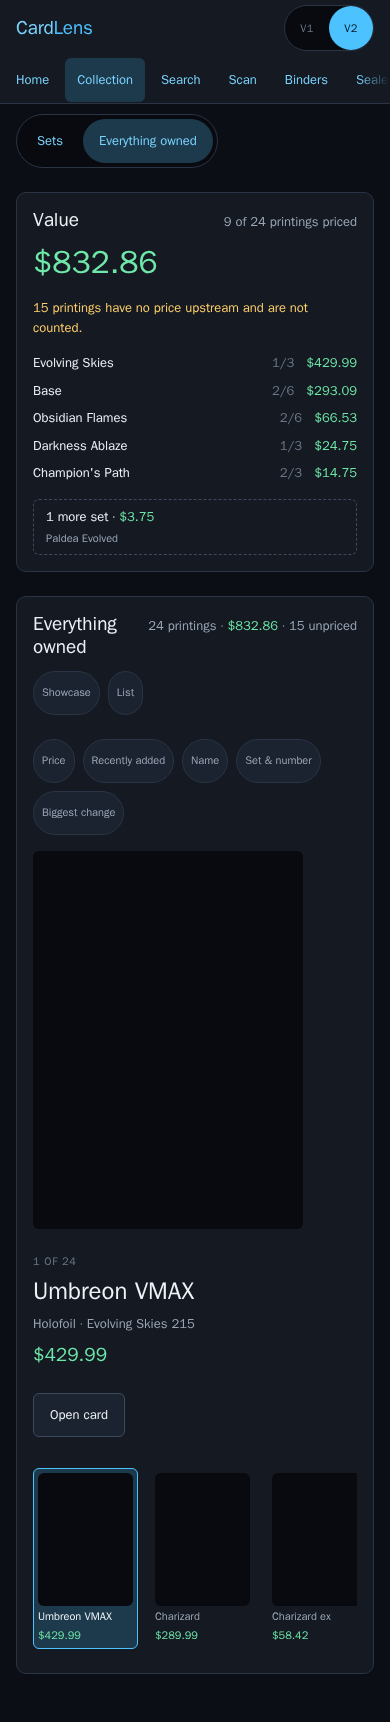 CardLens
V1 V2
Home Collection Search Scan Binders Seale
Sets Everything owned
Value 9 of 24 printings priced
$832.86
15 printings have no price upstream and are not
counted.
Evolving Skies 1/3 $429.99
Base 2/6 $293.09
Obsidian Flames 2/6 $66.53
Darkness Ablaze 1/3 $24.75
Champion's Path 2/3 $14.75
1 more set · $3.75
Paldea Evolved
Everything
owned
24 printings · $832.86 · 15 unpriced
Showcase List
Price Recently added Name Set & number
Biggest change
1 OF 24
Umbreon VMAX
Holofoil · Evolving Skies 215
$429.99
Open card
Umbreon VMAX Charizard Charizard ex
$429.99 $289.99 $58.42